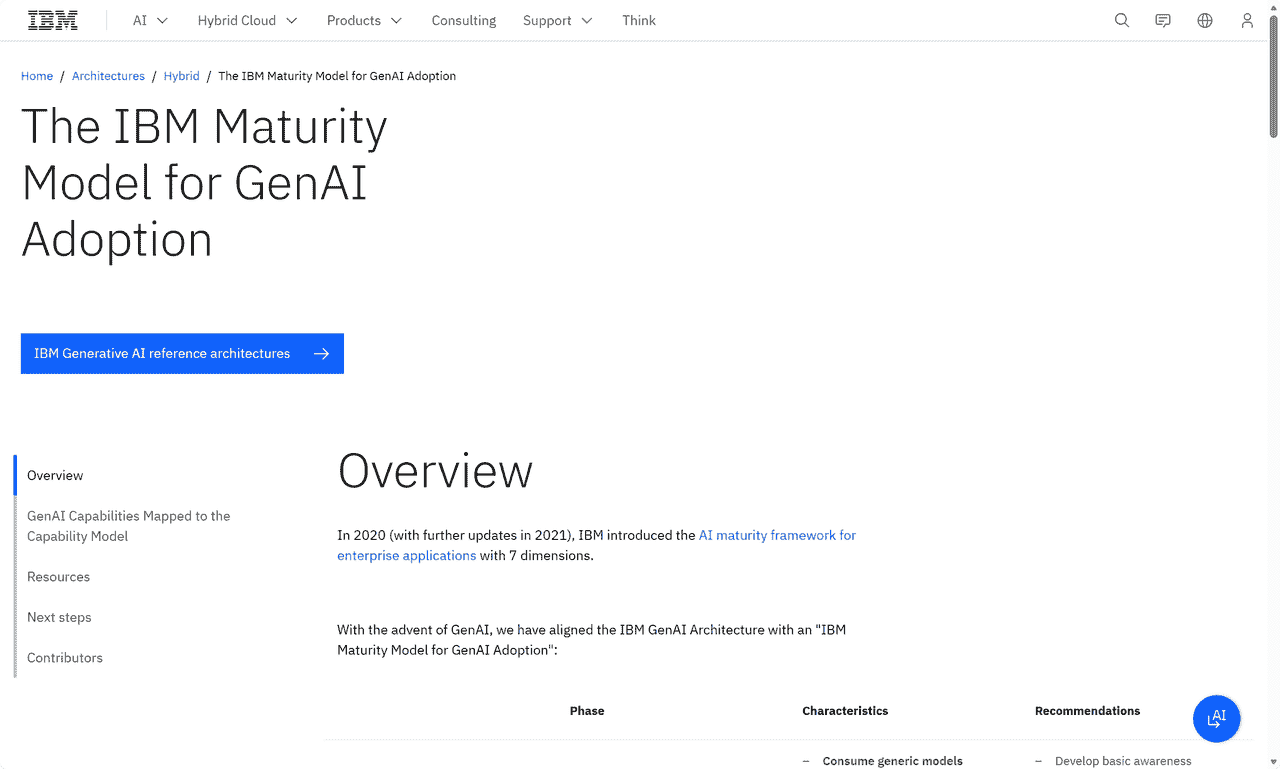 IBM AI Hybrid Cloud Products Consulting Support Think
Home / Architectures / Hybrid / The IBM Maturity Model for GenAI Adoption
The IBM Maturity
Model for GenAI
Adoption
IBM Generative AI reference architectures
Overview
GenAI Capabilities Mapped to the
Capability Model
Resources
Next steps
Contributors
Overview
In 2020 (with further updates in 2021), IBM introduced the AI maturity framework for
enterprise applications with 7 dimensions.
With the advent of GenAI, we have aligned the IBM GenAI Architecture with an "IBM
Maturity Model for GenAI Adoption":
Phase Characteristics Recommendations
– Consume generic models – Develop basic awareness
AI